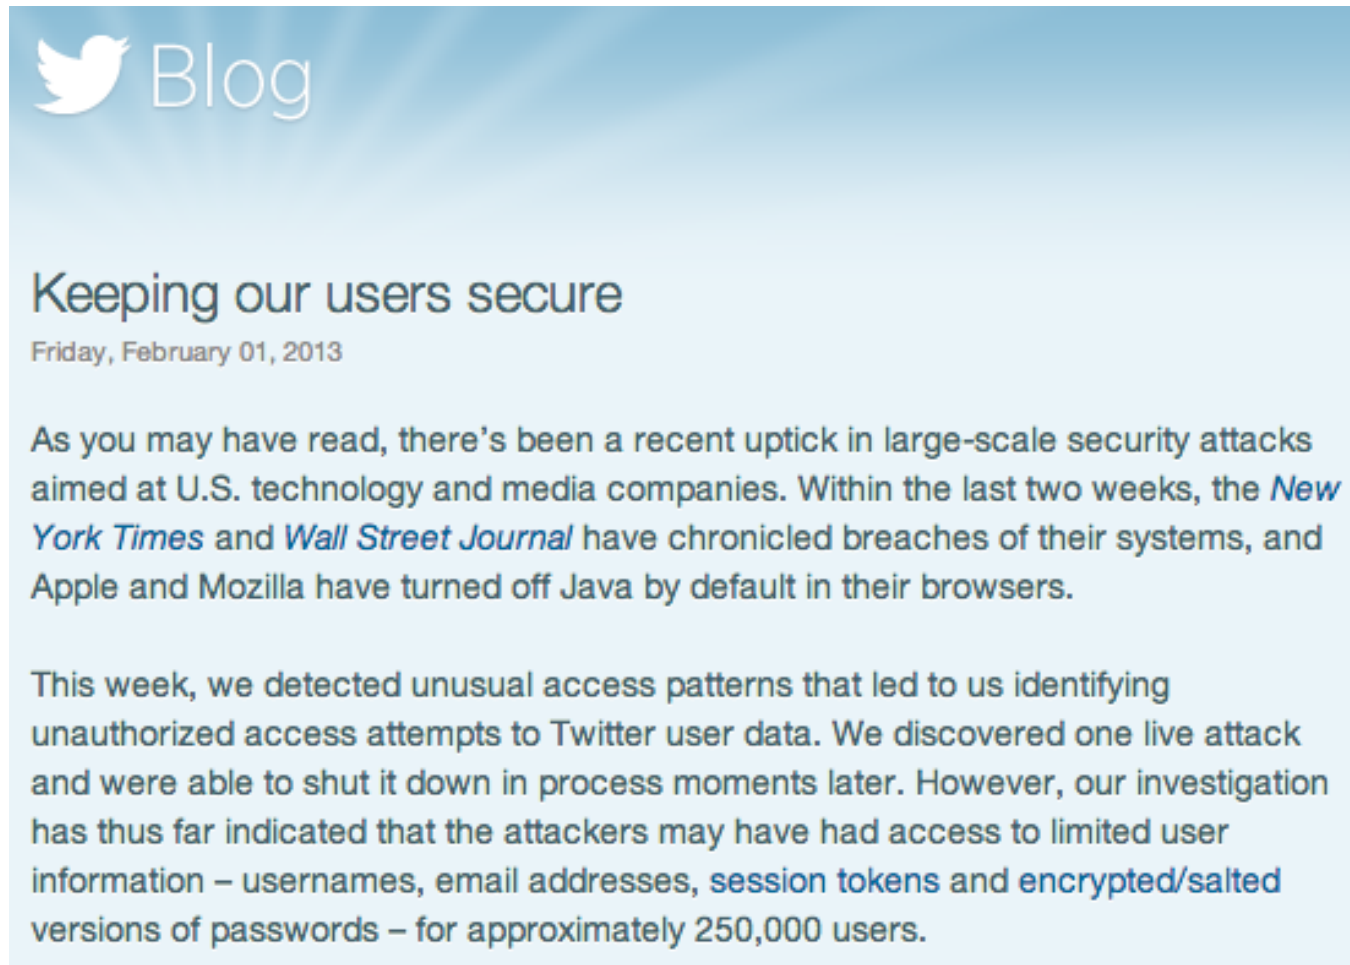 Blog
Keeping our users secure
Friday, February 01, 2013
As you may have read, there's been a recent uptick in large-scale security attacks
aimed at U.S. technology and media companies. Within the last two weeks, the New
York Times and Wall Street Journal have chronicled breaches of their systems, and
Apple and Mozilla have turned off Java by default in their browsers.
This week, we detected unusual access patterns that led to us identifying
unauthorized access attempts to Twitter user data. We discovered one live attack
and were able to shut it down in process moments later. However, our investigation
has thus far indicated that the attackers may have had access to limited user
information – usernames, email addresses, session tokens and encrypted/salted
versions of passwords – for approximately 250,000 users.